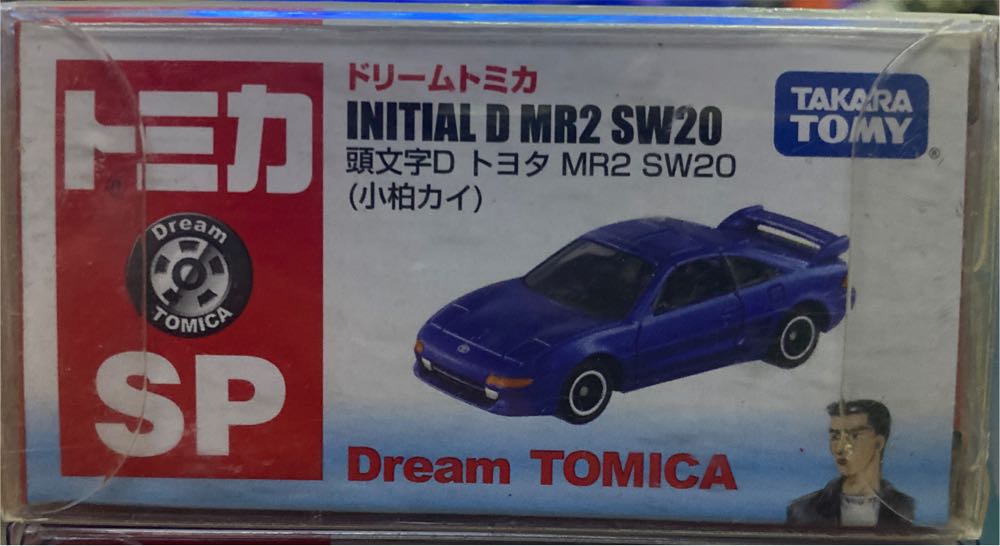 トミカ
Dream
TOMICA
SP
ドリームトミカ
INITIAL D MR2 SW20
頭文字D トヨタ MR2 SW20
(小柏カイ)
Dream TOMICA
TAKARA
TOMY®